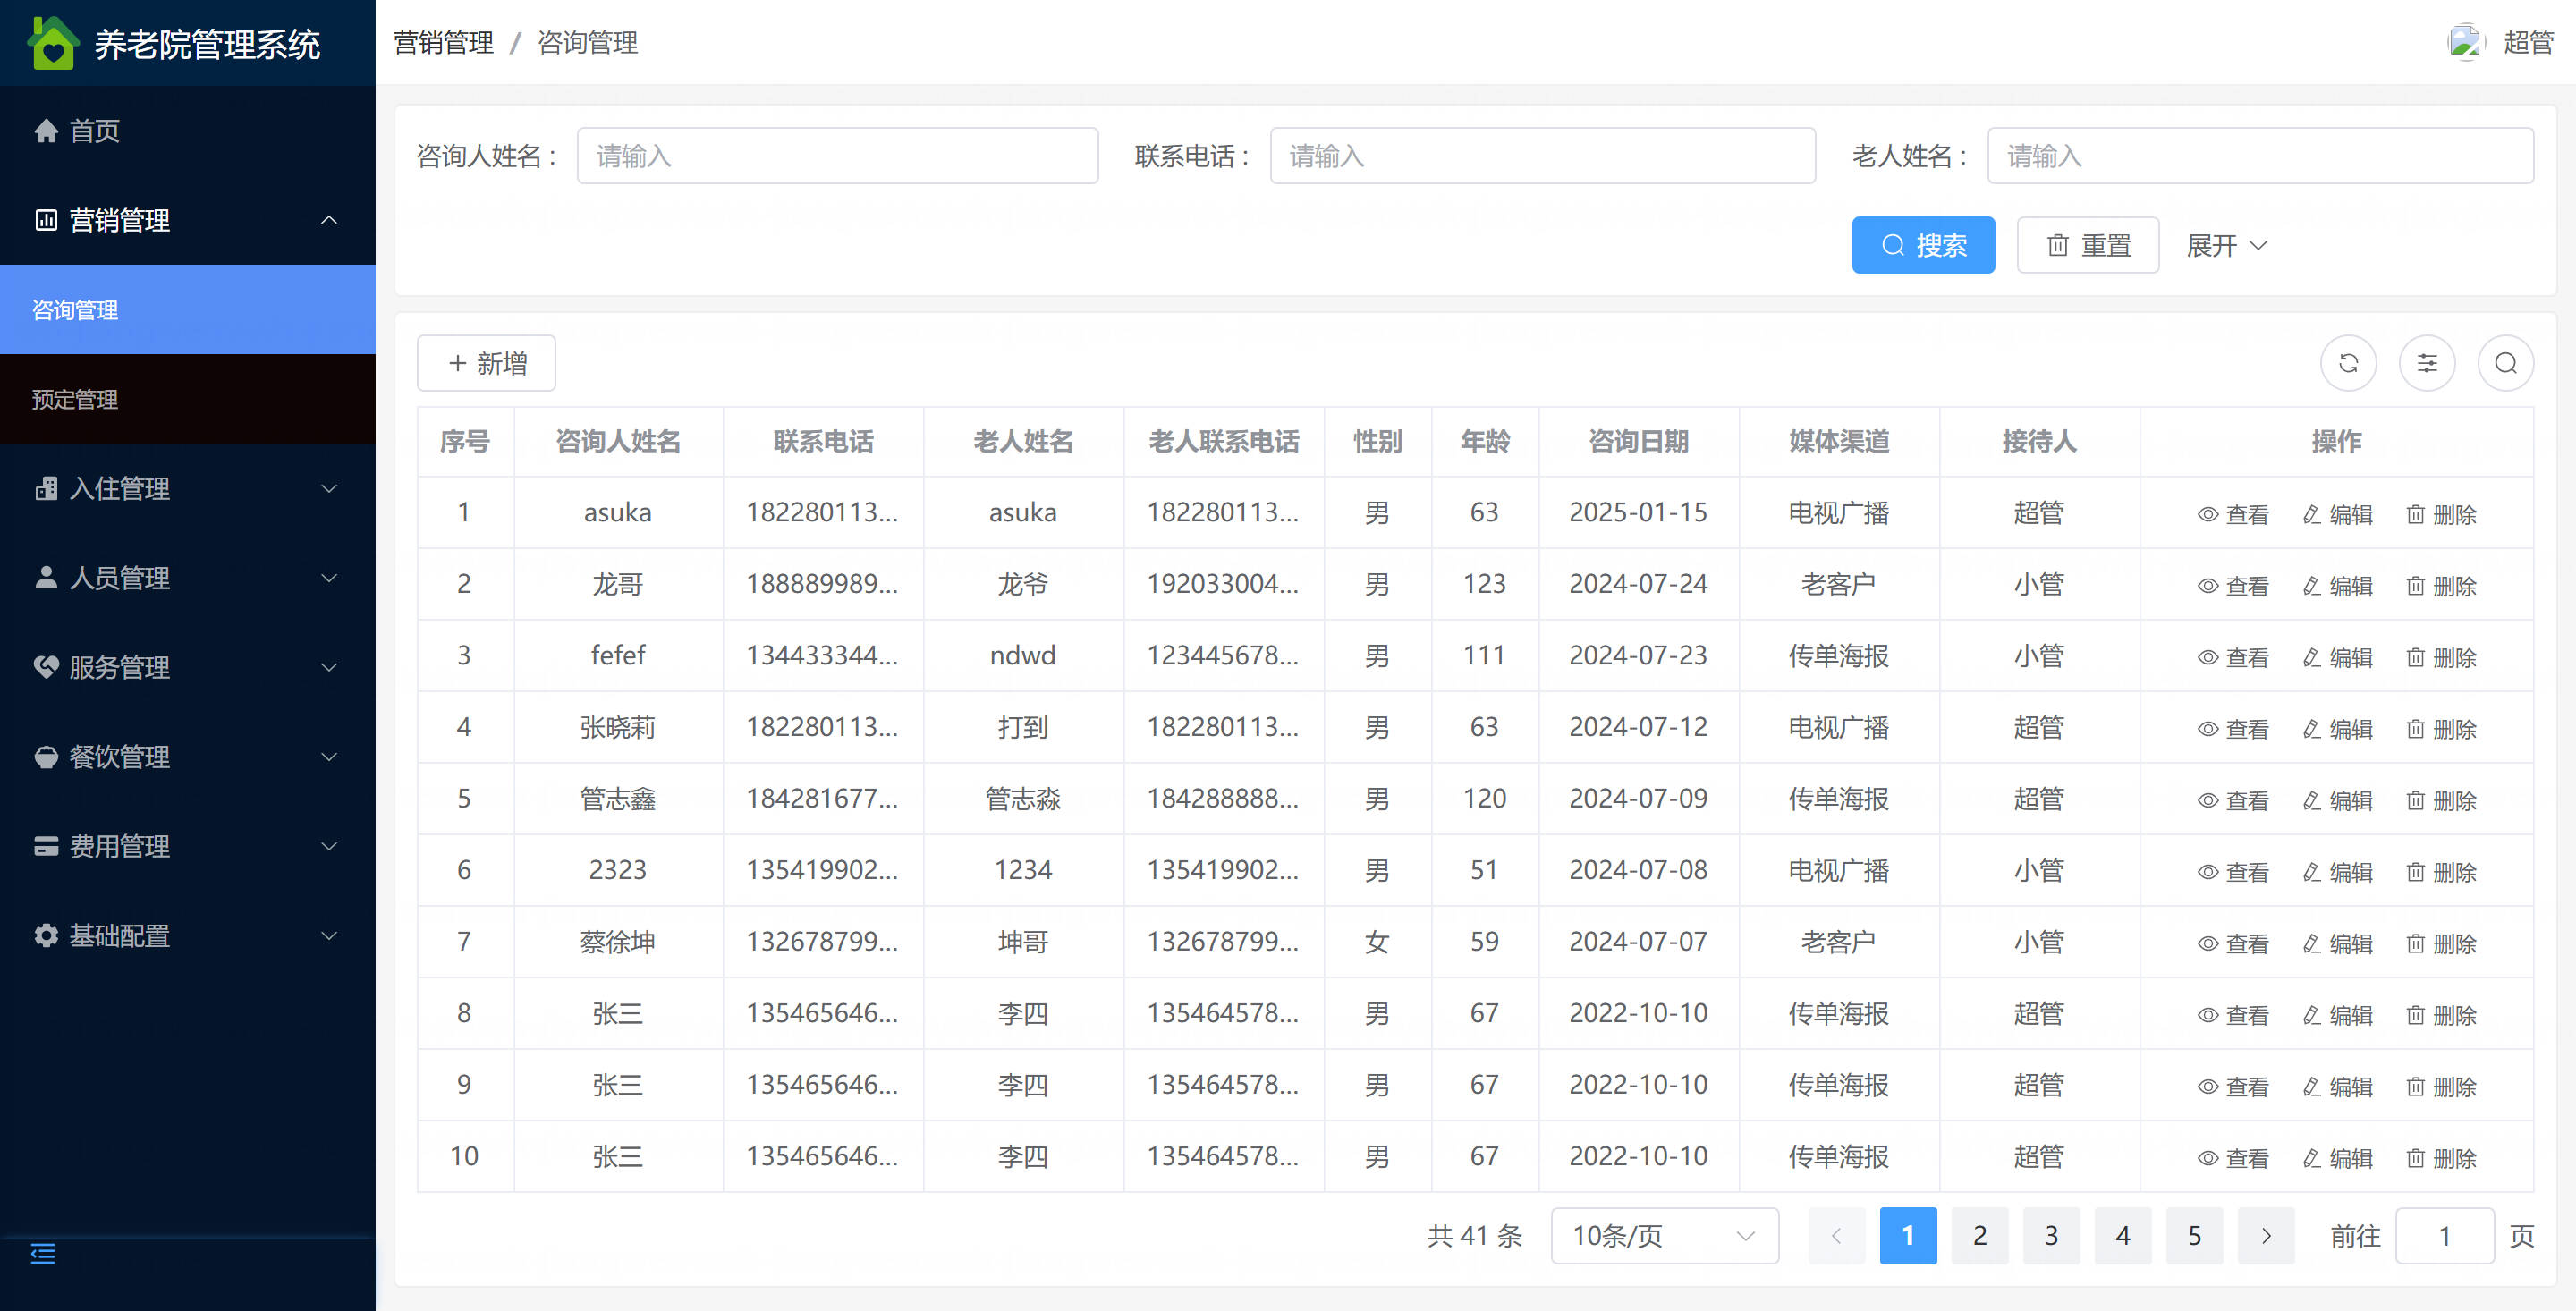 养老院管理系统
营销管理 / 咨询管理
超管
首页
营销管理
咨询管理
预定管理
入住管理
人员管理
服务管理
餐饮管理
费用管理
基础配置
咨询人姓名： 请输入 联系电话： 请输入 老人姓名： 请输入
搜索 重置 展开
新增
序号 咨询人姓名 联系电话 老人姓名 老人联系电话 性别 年龄 咨询日期 媒体渠道 接待人 操作
1 asuka 182280113... asuka 182280113... 男 63 2025-01-15 电视广播 超管 查看 编辑 删除
2 龙哥 188889989... 龙爷 192033004... 男 123 2024-07-24 老客户 小管 查看 编辑 删除
3 fefef 134433344... ndwd 123445678... 男 111 2024-07-23 传单海报 小管 查看 编辑 删除
4 张晓莉 182280113... 打到 182280113... 男 63 2024-07-12 电视广播 超管 查看 编辑 删除
5 管志鑫 184281677... 管志淼 184288888... 男 120 2024-07-09 传单海报 超管 查看 编辑 删除
6 2323 135419902... 1234 135419902... 男 51 2024-07-08 电视广播 小管 查看 编辑 删除
7 蔡徐坤 132678799... 坤哥 132678799... 女 59 2024-07-07 老客户 小管 查看 编辑 删除
8 张三 135465646... 李四 135464578... 男 67 2022-10-10 传单海报 超管 查看 编辑 删除
9 张三 135465646... 李四 135464578... 男 67 2022-10-10 传单海报 超管 查看 编辑 删除
10 张三 135465646... 李四 135464578... 男 67 2022-10-10 传单海报 超管 查看 编辑 删除
共 41 条 10条/页 1 2 3 4 5 前往 1 页